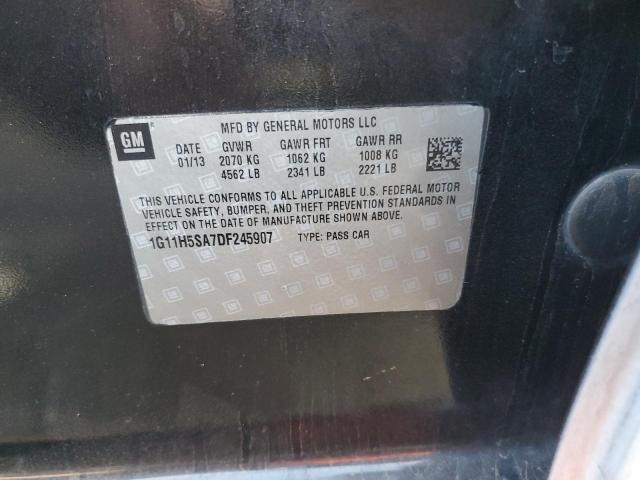 GM
MFD BY GENERAL MOTORS LLC
DATE GVWR GAWR FRT GAWR RR
01/13 2070 KG 1062 KG 1008 KG
4562 LB 2341 LB 2221 LB
THIS VEHICLE CONFORMS TO ALL APPLICABLE U.S. FEDERAL MOTOR
VEHICLE SAFETY, BUMPER, AND THEFT PREVENTION STANDARDS IN
EFFECT ON THE DATE OF MANUFACTURE SHOWN ABOVE.
1G11H5SA7DF245907 TYPE: PASS CAR